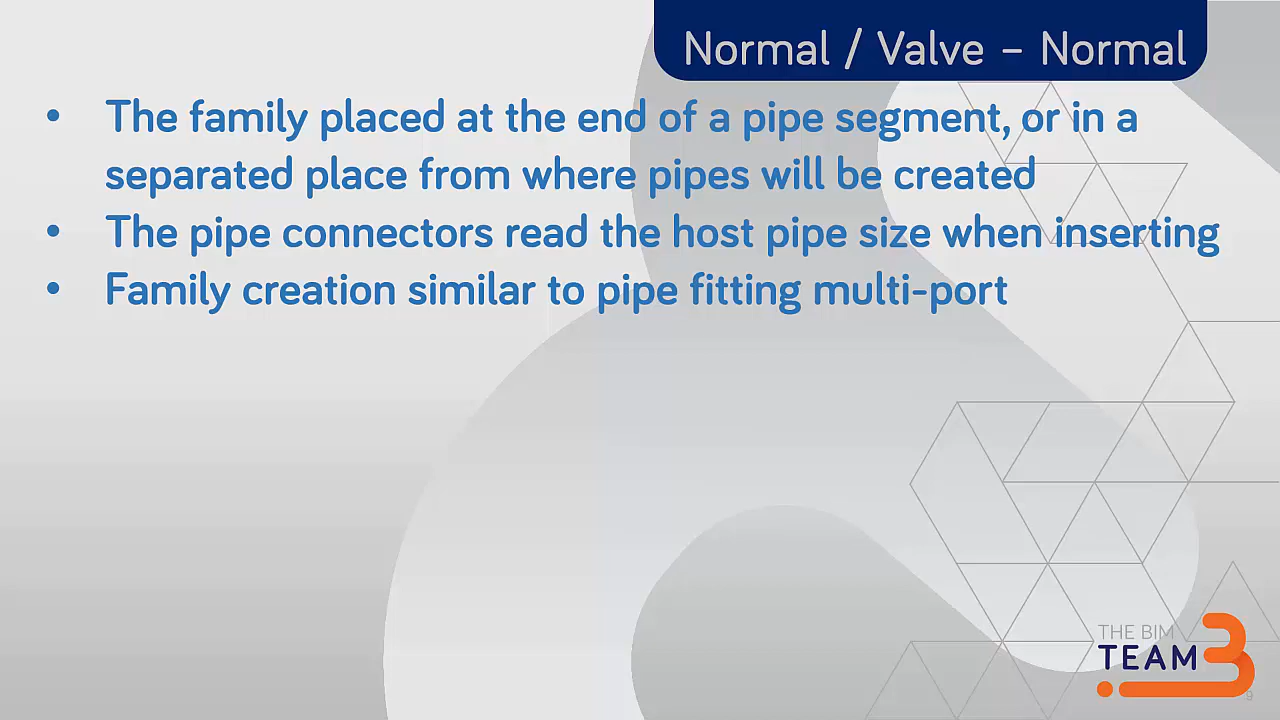 Normal / Valve – Normal
• The family placed at the end of a pipe segment, or in a
separated place from where pipes will be created
• The pipe connectors read the host pipe size when inserting
• Family creation similar to pipe fitting multi-port
THE BIM
TEAM
9